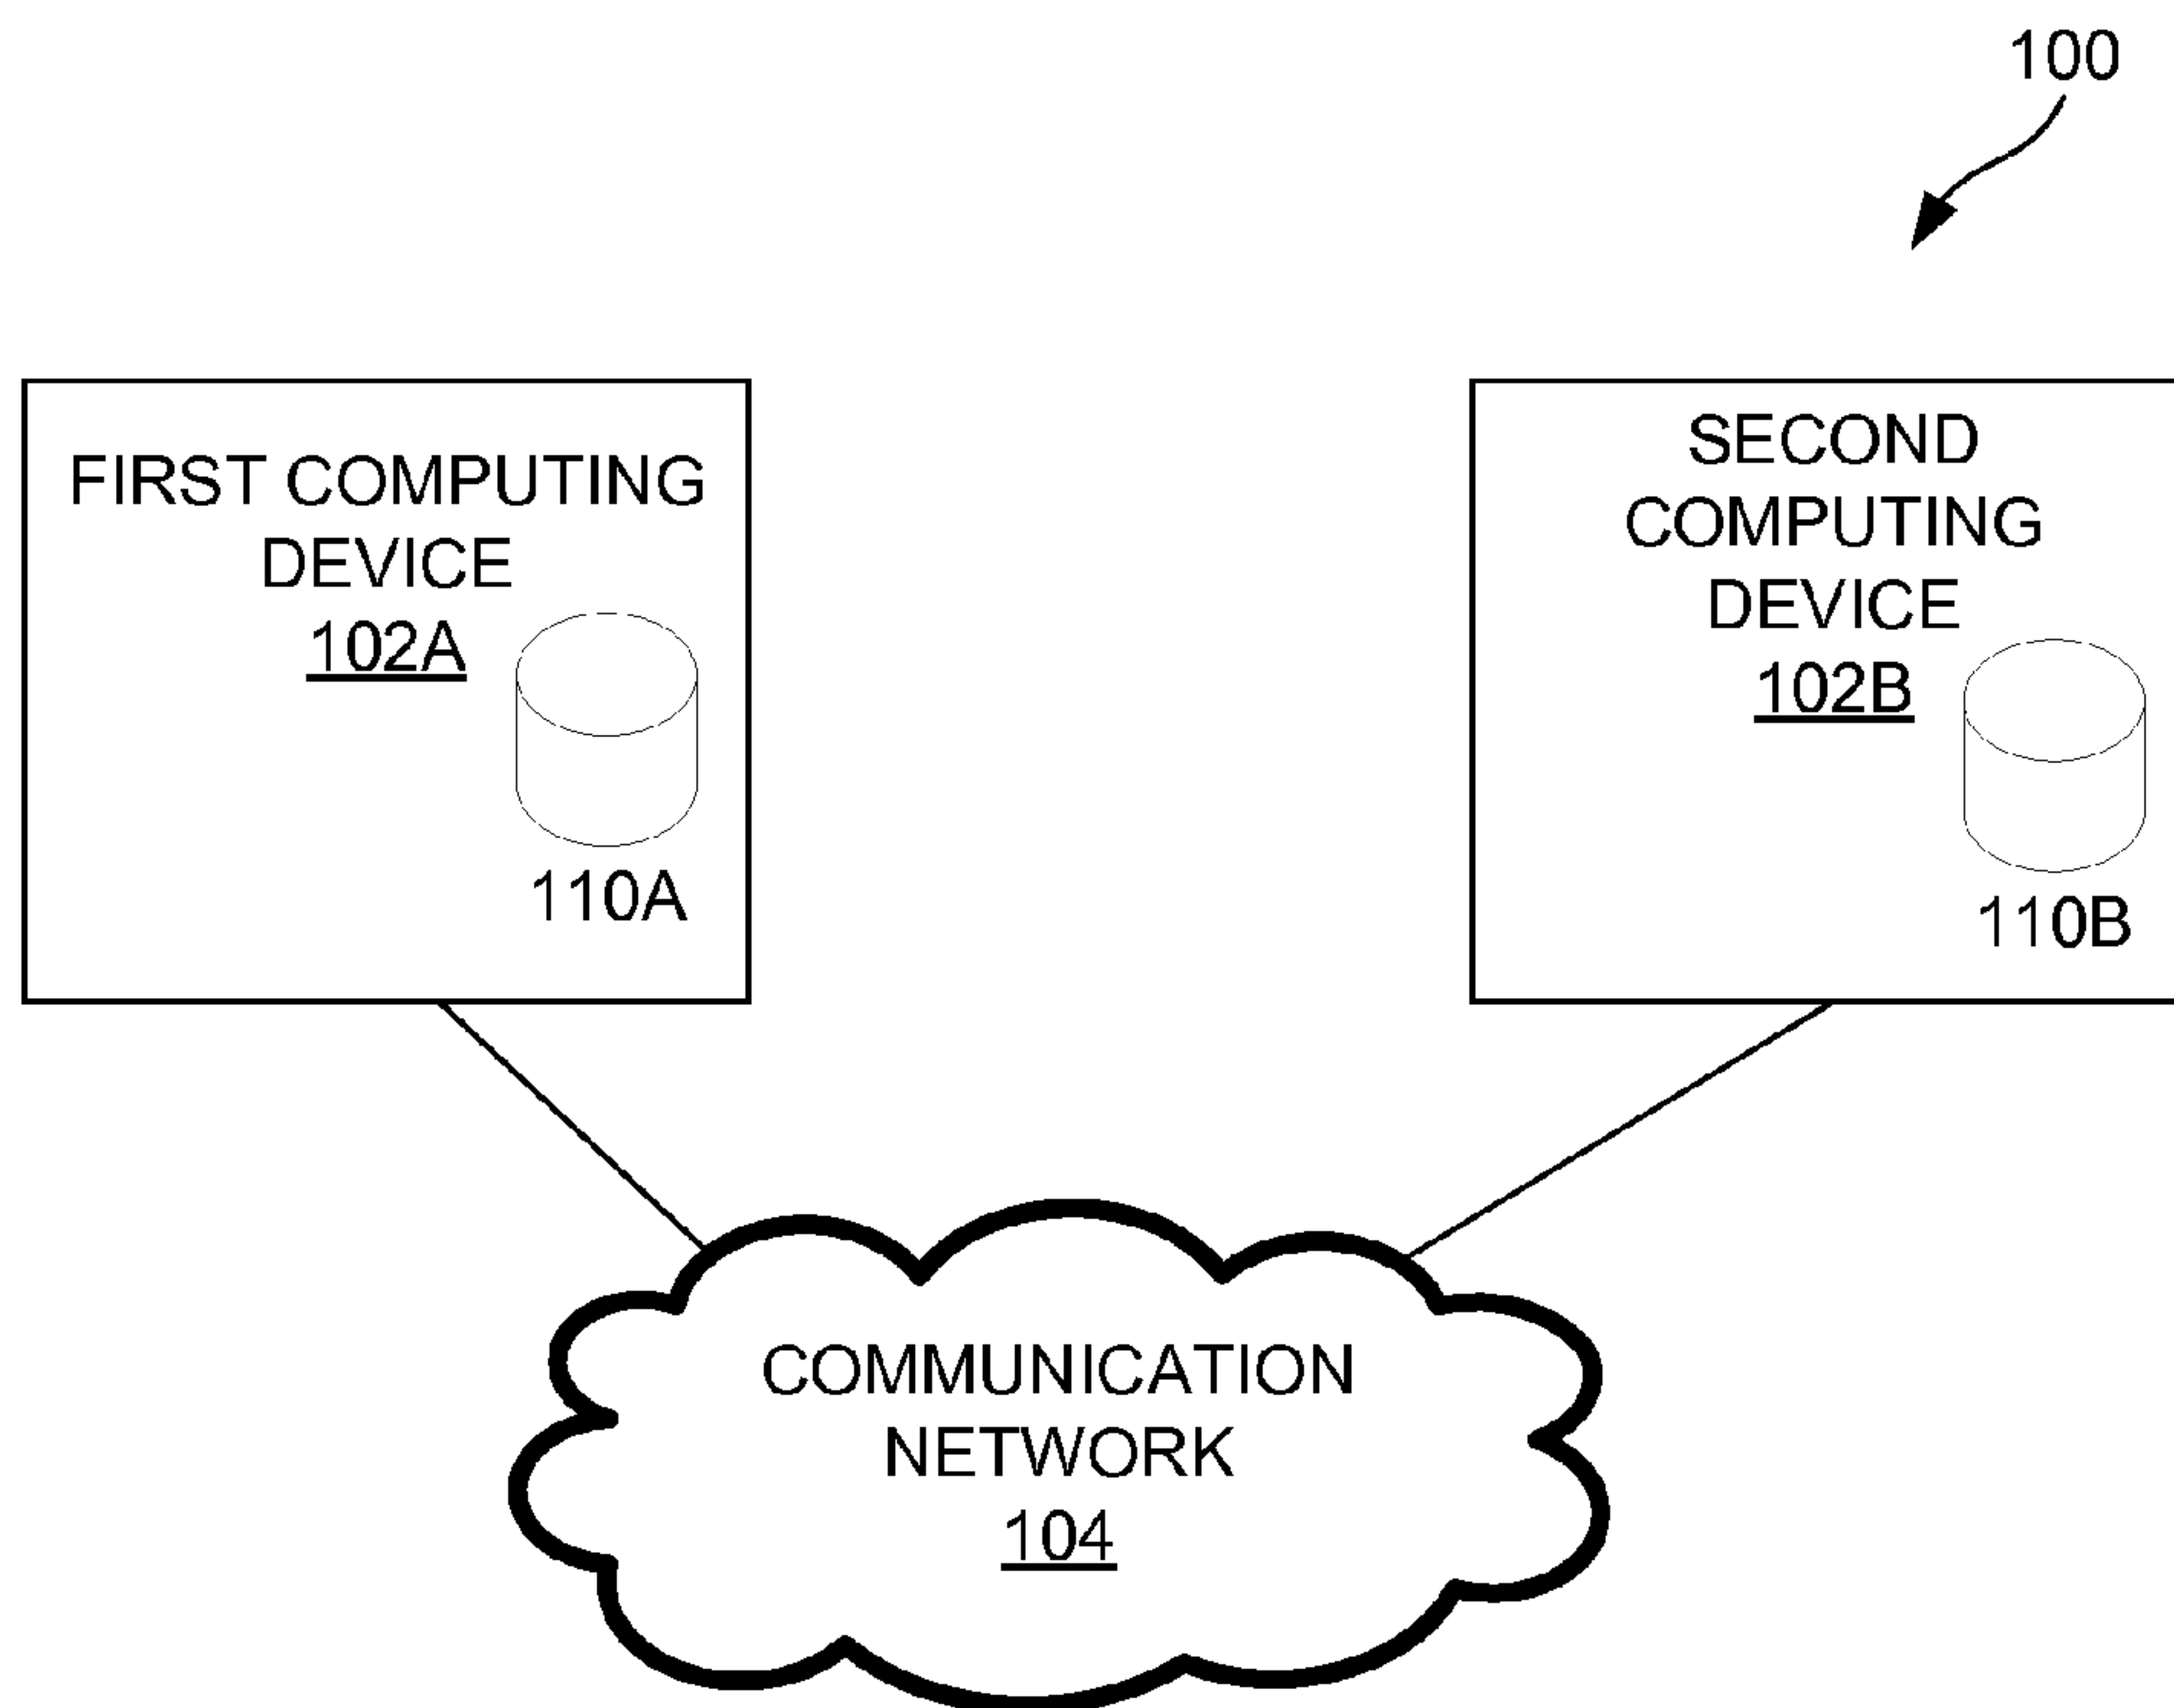 100
FIRST COMPUTING
DEVICE
102A
110A
SECOND
COMPUTING
DEVICE
102B
110B
COMMUNICATION
NETWORK
104